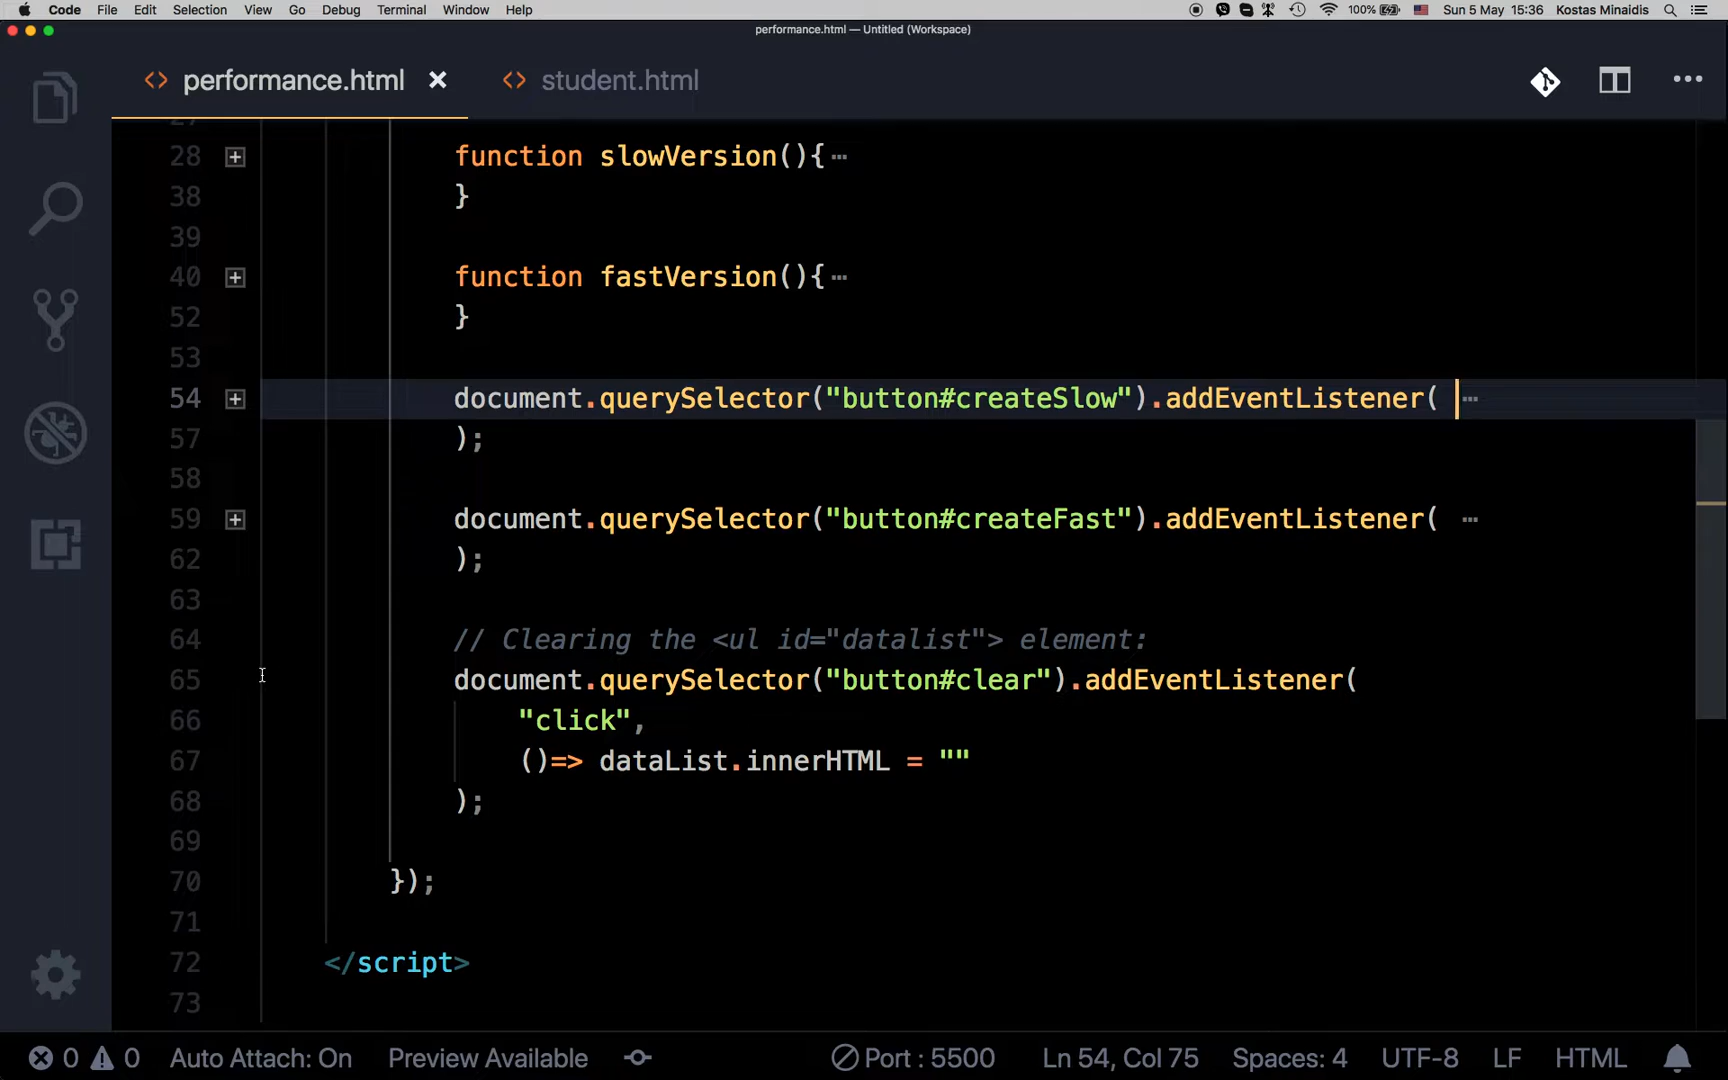 Code File Edit Selection View Go Debug Terminal Window Help 100% Sun 5 May 15:36 Kostas Minaidis
performance.html — Untitled (Workspace)
performance.html student.html
27
28 function slowVersion(){
38 }
39
40 function fastVersion(){
52 }
53
54 document.querySelector("button#createSlow").addEventListener(
57 );
58
59 document.querySelector("button#createFast").addEventListener(
62 );
63
64 // Clearing the <ul id="datalist"> element:
65 document.querySelector("button#clear").addEventListener(
66 "click",
67 ()=> dataList.innerHTML = ""
68 );
69
70 });
71
72 </script>
73
0 0 Auto Attach: On Preview Available Port : 5500 Ln 54, Col 75 Spaces: 4 UTF-8 LF HTML